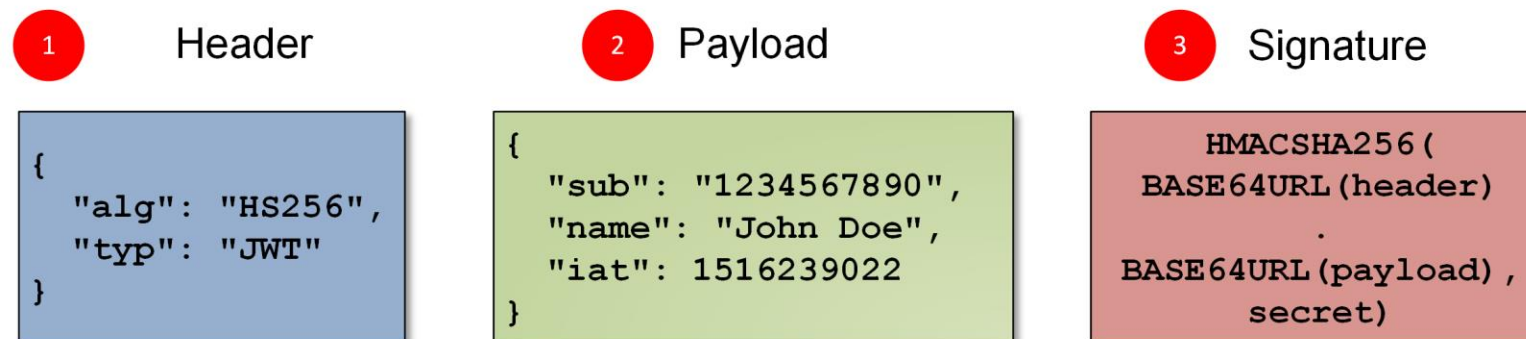 1 Header
{
"alg": "HS256",
"typ": "JWT"
}
2 Payload
{
"sub": "1234567890",
"name": "John Doe",
"iat": 1516239022
}
3 Signature
HMACSHA256(
BASE64URL(header)
.
BASE64URL(payload),
secret)